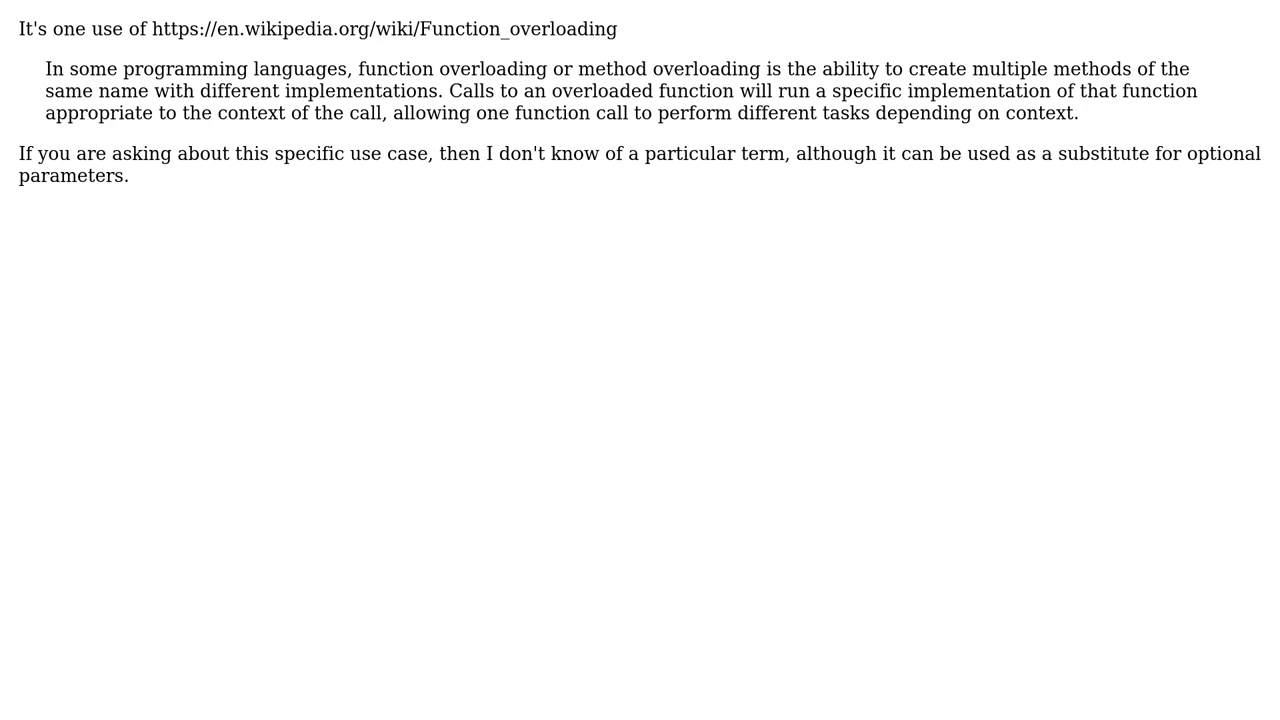 It's one use of https://en.wikipedia.org/wiki/Function_overloading
In some programming languages, function overloading or method overloading is the ability to create multiple methods of the
same name with different implementations. Calls to an overloaded function will run a specific implementation of that function
appropriate to the context of the call, allowing one function call to perform different tasks depending on context.
If you are asking about this specific use case, then I don't know of a particular term, although it can be used as a substitute for optional
parameters.